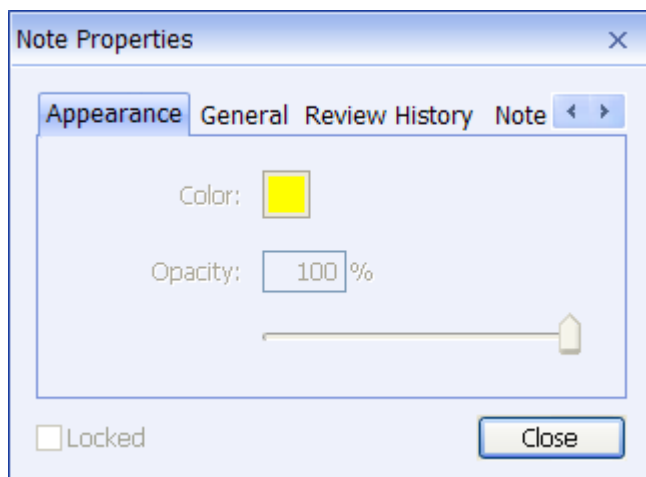 Note Properties
Appearance General Review History Note
Color:
Opacity: 100 %
Locked Close